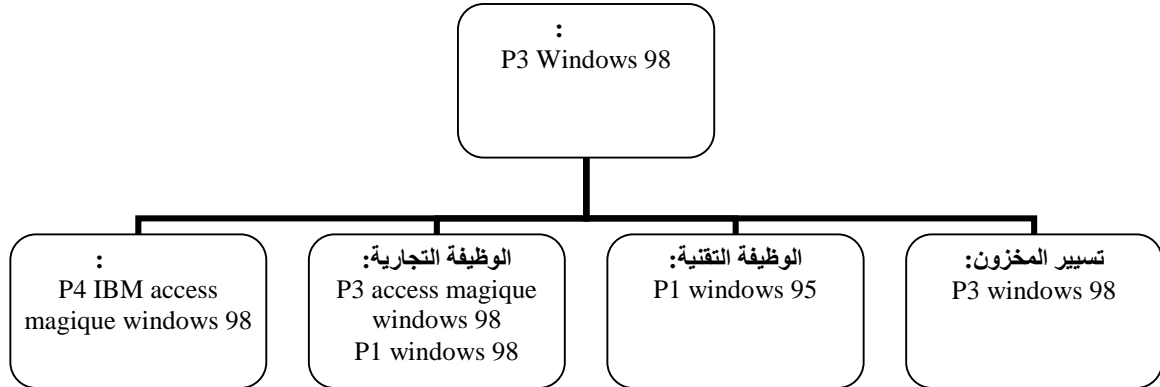 :
P3 Windows 98
:
P4 IBM access
magique windows 98
الوظيفة التجارية:
P3 access magique
windows 98
P1 windows 98
الوظيفة التقنية:
P1 windows 95
تسيير المخزون:
P3 windows 98